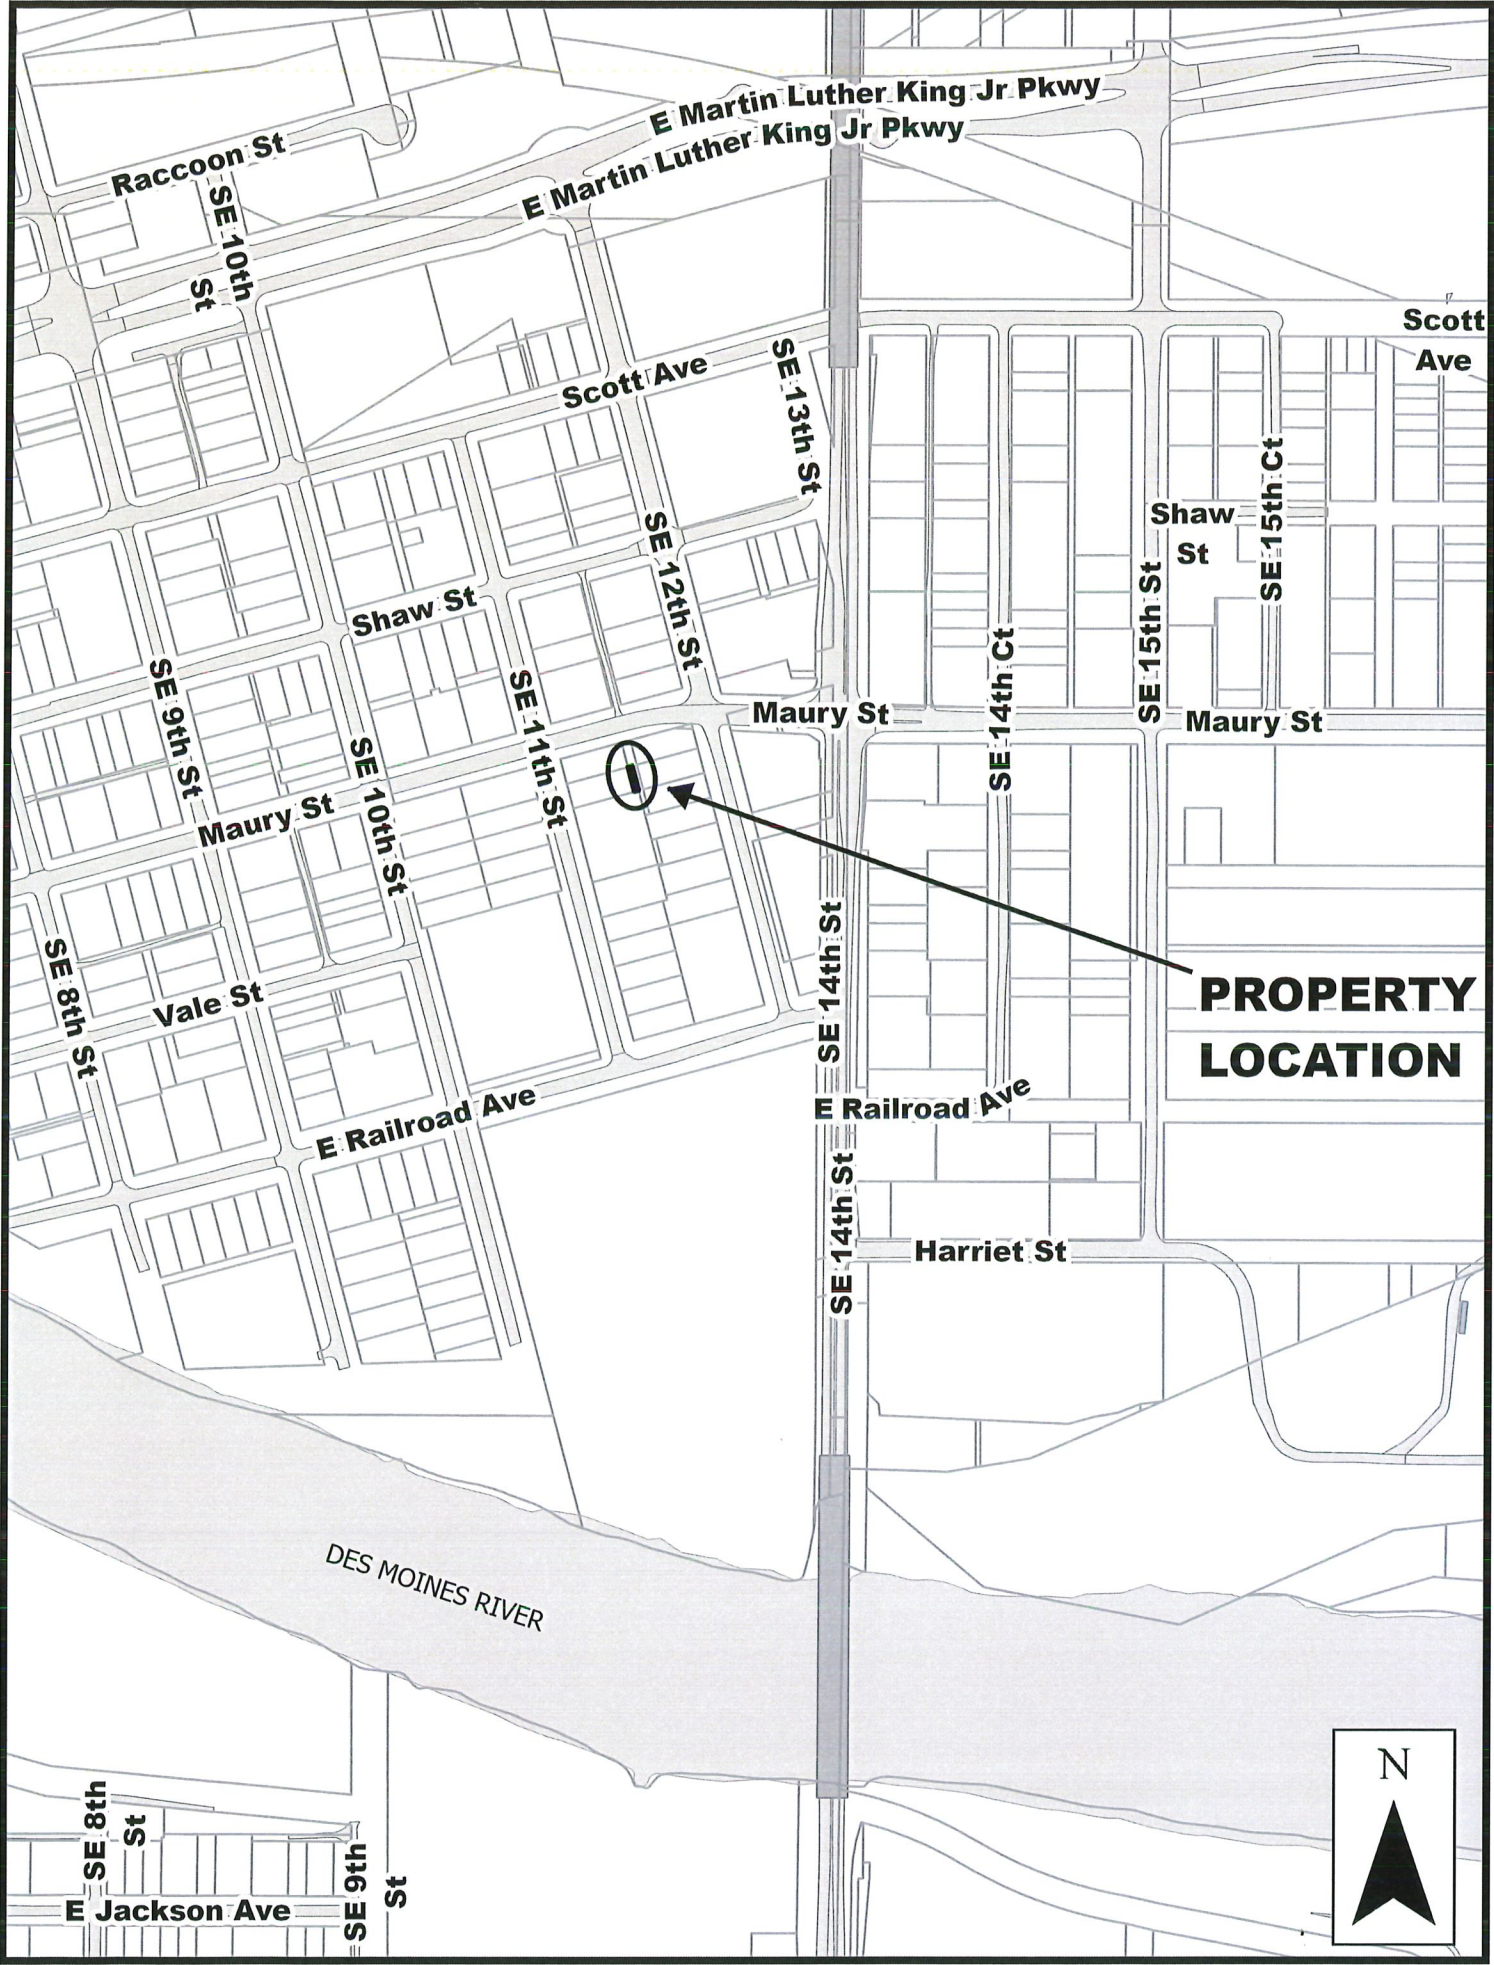 E Martin Luther King Jr Pkwy
E Martin Luther King Jr Pkwy
Raccoon St
SE 10th
St
Scott
Ave
Scott Ave
SE 13th St
SE 15th Ct
Shaw
St
SE 12th St
Shaw St
SE 15th St
SE 14th Ct
SE 9th St
SE 11th St
Maury St
Maury St
SE 10th St
Maury St
SE 14th St
SE 8th St
Vale St
PROPERTY
LOCATION
E Railroad Ave
E Railroad Ave
SE 14th St
Harriet St
DES MOINES RIVER
N
SE 8th
St
SE 9th
St
E Jackson Ave